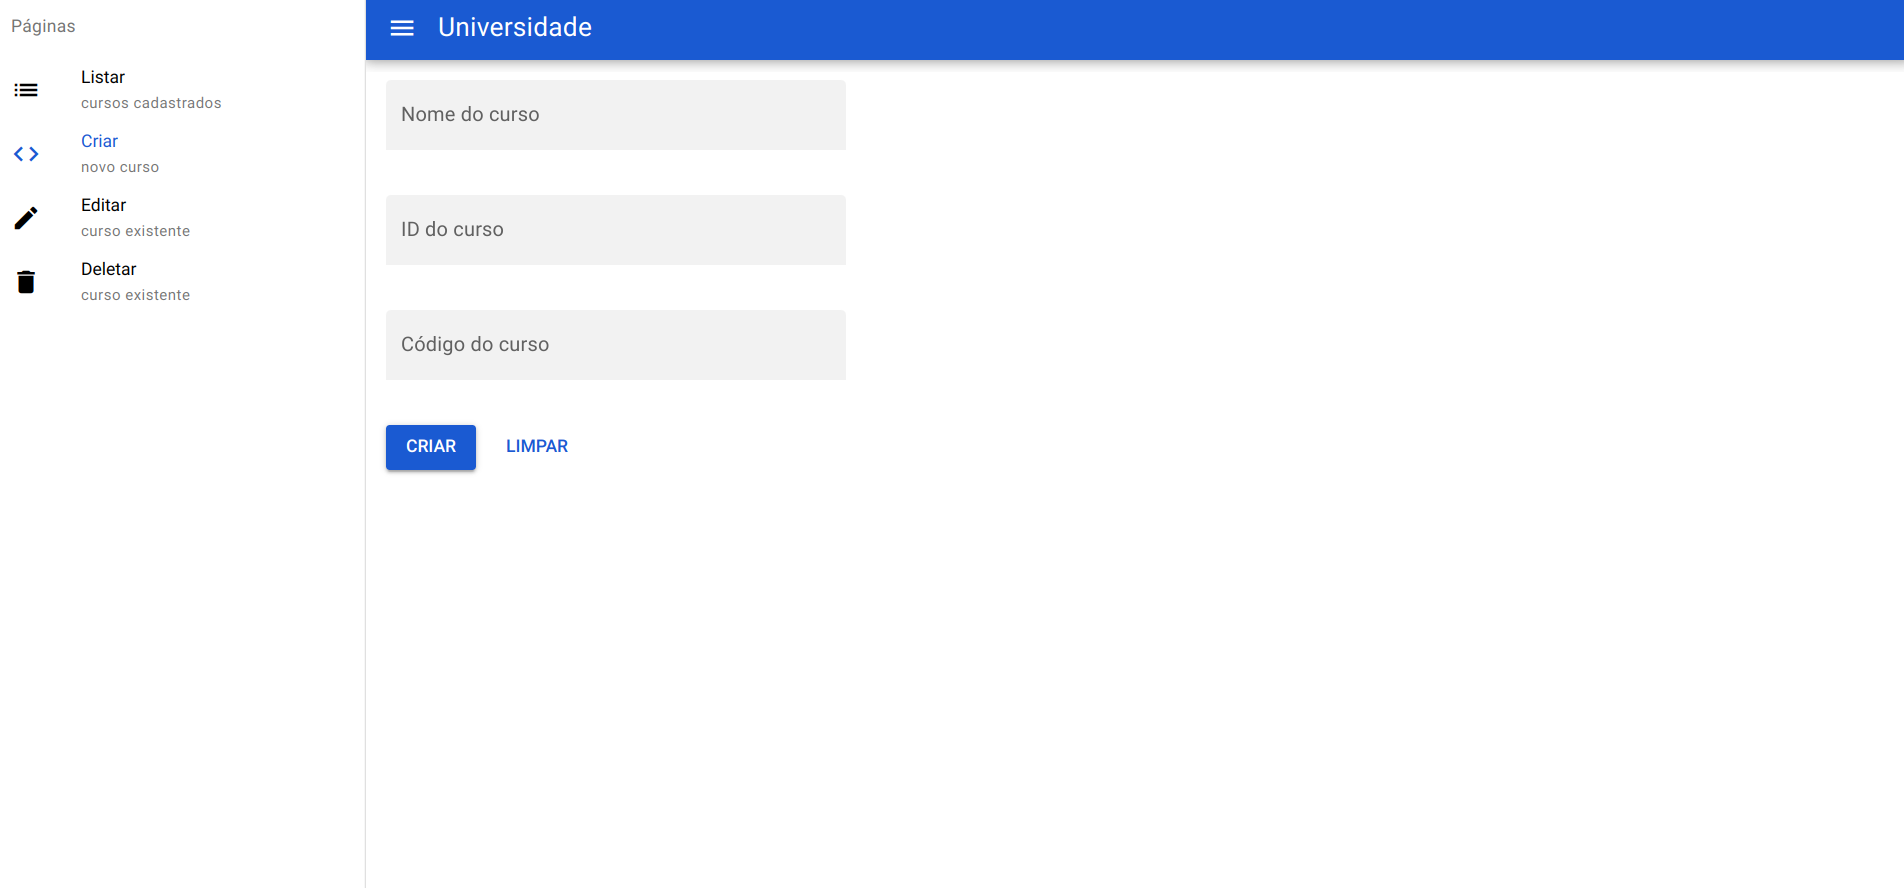 Páginas
Listar
cursos cadastrados
Criar
novo curso
Editar
curso existente
Deletar
curso existente
Universidade
Nome do curso
ID do curso
Código do curso
CRIAR LIMPAR